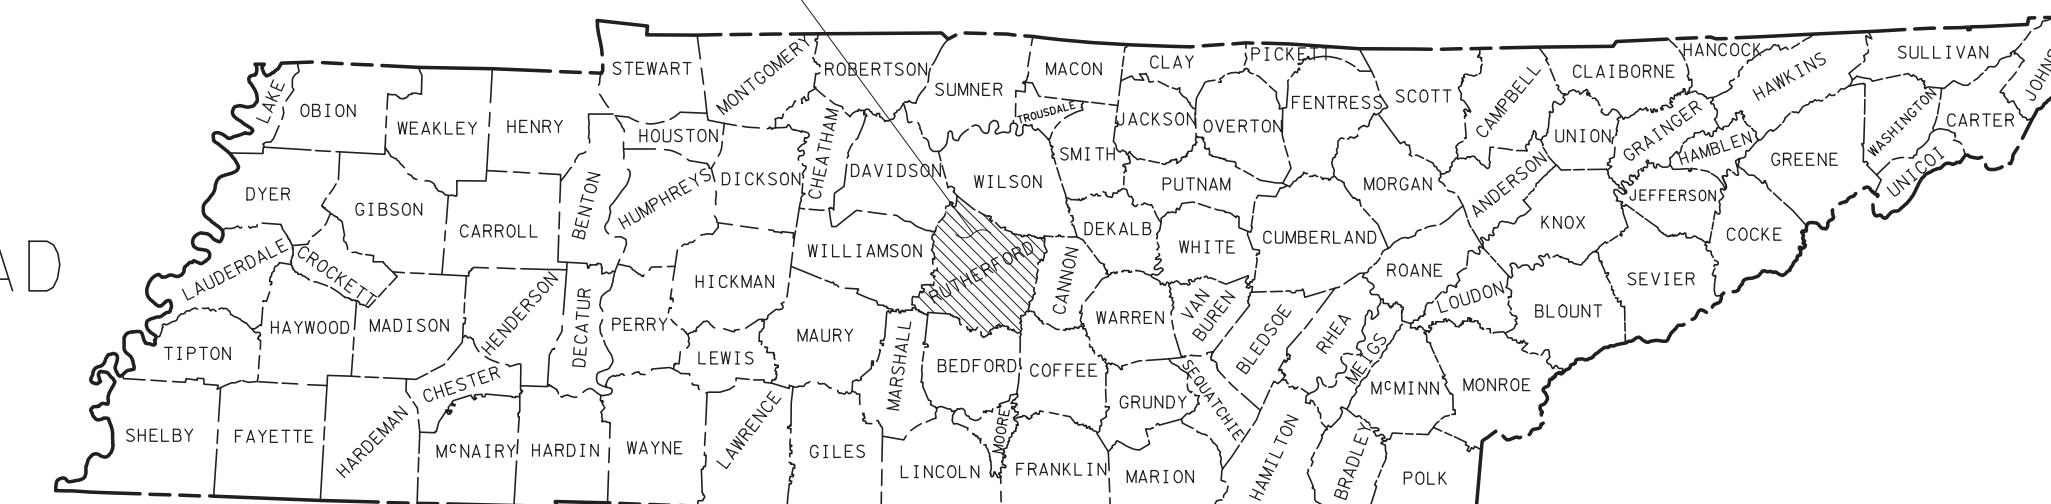 STEWART
MONTGOMERY
ROBERTSON
SUMNER
MACON
CLAY
PICKETT
HANCOCK
SULLIVAN
LAKE
OBION
WEAKLEY
HENRY
HOUSTON
CHEATHAM
TROUSDALE
JACKSON
OVERTON
FENTRESS
SCOTT
CAMPBELL
CLAIBORNE
UNION
GRAINGER
HAWKINS
HAMBLEN
GREENE
WASHINGTON
CARTER
UNICOI
DYER
GIBSON
CARROLL
BENTON
HUMPHREYS
DICKSON
DAVIDSON
WILSON
SMITH
PUTNAM
MORGAN
ANDERSON
KNOX
JEFFERSON
COCKE
AD
LAUDERDALE
CROCKETT
WILLIAMSON
RUTHERFORD
CANNON
DEKALB
WHITE
CUMBERLAND
ROANE
LOUDON
BLOUNT
SEVIER
TIPTON
HAYWOOD
MADISON
HENDERSON
DECATUR
PERRY
HICKMAN
LEWIS
MAURY
MARSHALL
BEDFORD
COFFEE
WARREN
VAN
BUREN
BLEDSOE
RHEA
MEIGS
McMINN
MONROE
SHELBY
FAYETTE
HARDEMAN
CHESTER
McNAIRY
HARDIN
WAYNE
LAWRENCE
GILES
LINCOLN
MOORE
FRANKLIN
GRUNDY
SEQUATCHIE
MARION
HAMILTON
BRADLEY
POLK